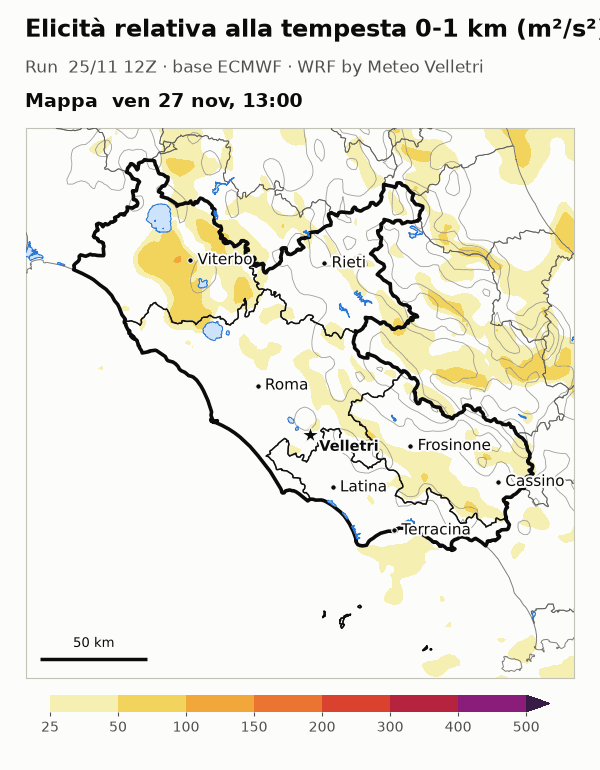 Elicità relativa alla tempesta 0-1 km (m²/s²)
Run 25/11 12Z · base ECMWF · WRF by Meteo Velletri
Mappa ven 27 nov, 13:00
Viterbo
Rieti
Roma
Velletri
Frosinone
Latina
Cassino
Terracina
50 km
25 50 100 150 200 300 400 500